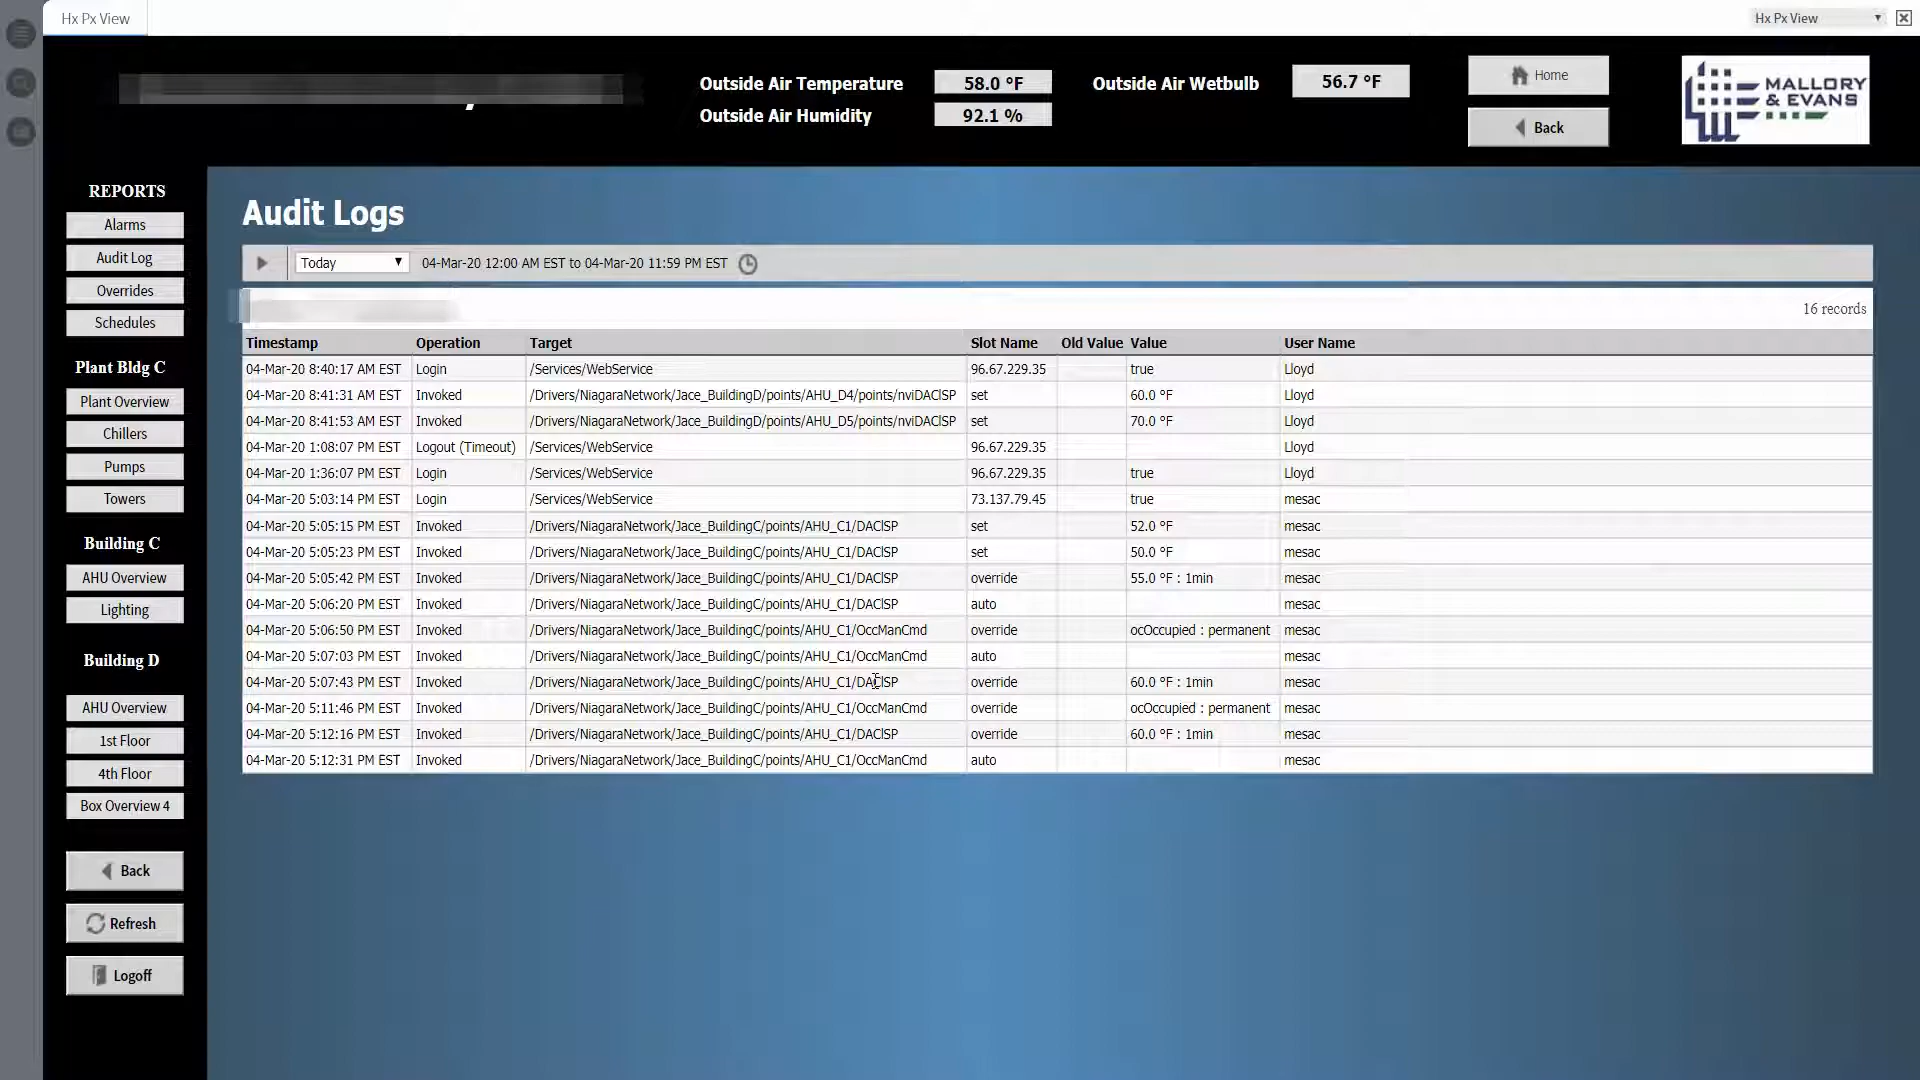 Hx Px View
Hx Px View
Outside Air Temperature 58.0 °F Outside Air Wetbulb 56.7 °F
Outside Air Humidity 92.1 %
Home
Back
MALLORY
& EVANS
REPORTS
Alarms
Audit Log
Overrides
Schedules
Plant Bldg C
Plant Overview
Chillers
Pumps
Towers
Building C
AHU Overview
Lighting
Building D
AHU Overview
1st Floor
4th Floor
Box Overview 4
Back
Refresh
Logoff
Audit Logs
Today 04-Mar-20 12:00 AM EST to 04-Mar-20 11:59 PM EST
16 records
Timestamp Operation Target Slot Name Old Value Value User Name
04-Mar-20 8:40:17 AM EST Login /Services/WebService 96.67.229.35 true Lloyd
04-Mar-20 8:41:31 AM EST Invoked /Drivers/NiagaraNetwork/Jace_BuildingD/points/AHU_D4/points/nviDAClSP set 60.0 °F Lloyd
04-Mar-20 8:41:53 AM EST Invoked /Drivers/NiagaraNetwork/Jace_BuildingD/points/AHU_D5/points/nviDAClSP set 70.0 °F Lloyd
04-Mar-20 1:08:07 PM EST Logout (Timeout) /Services/WebService 96.67.229.35 Lloyd
04-Mar-20 1:36:07 PM EST Login /Services/WebService 96.67.229.35 true Lloyd
04-Mar-20 5:03:14 PM EST Login /Services/WebService 73.137.79.45 true mesac
04-Mar-20 5:05:15 PM EST Invoked /Drivers/NiagaraNetwork/Jace_BuildingC/points/AHU_C1/DAClSP set 52.0 °F mesac
04-Mar-20 5:05:23 PM EST Invoked /Drivers/NiagaraNetwork/Jace_BuildingC/points/AHU_C1/DAClSP set 50.0 °F mesac
04-Mar-20 5:05:42 PM EST Invoked /Drivers/NiagaraNetwork/Jace_BuildingC/points/AHU_C1/DAClSP override 55.0 °F : 1min mesac
04-Mar-20 5:06:20 PM EST Invoked /Drivers/NiagaraNetwork/Jace_BuildingC/points/AHU_C1/DAClSP auto mesac
04-Mar-20 5:06:50 PM EST Invoked /Drivers/NiagaraNetwork/Jace_BuildingC/points/AHU_C1/OccManCmd override ocOccupied : permanent mesac
04-Mar-20 5:07:03 PM EST Invoked /Drivers/NiagaraNetwork/Jace_BuildingC/points/AHU_C1/OccManCmd auto mesac
04-Mar-20 5:07:43 PM EST Invoked /Drivers/NiagaraNetwork/Jace_BuildingC/points/AHU_C1/DAClSP override 60.0 °F : 1min mesac
04-Mar-20 5:11:46 PM EST Invoked /Drivers/NiagaraNetwork/Jace_BuildingC/points/AHU_C1/OccManCmd override ocOccupied : permanent mesac
04-Mar-20 5:12:16 PM EST Invoked /Drivers/NiagaraNetwork/Jace_BuildingC/points/AHU_C1/DAClSP override 60.0 °F : 1min mesac
04-Mar-20 5:12:31 PM EST Invoked /Drivers/NiagaraNetwork/Jace_BuildingC/points/AHU_C1/OccManCmd auto mesac